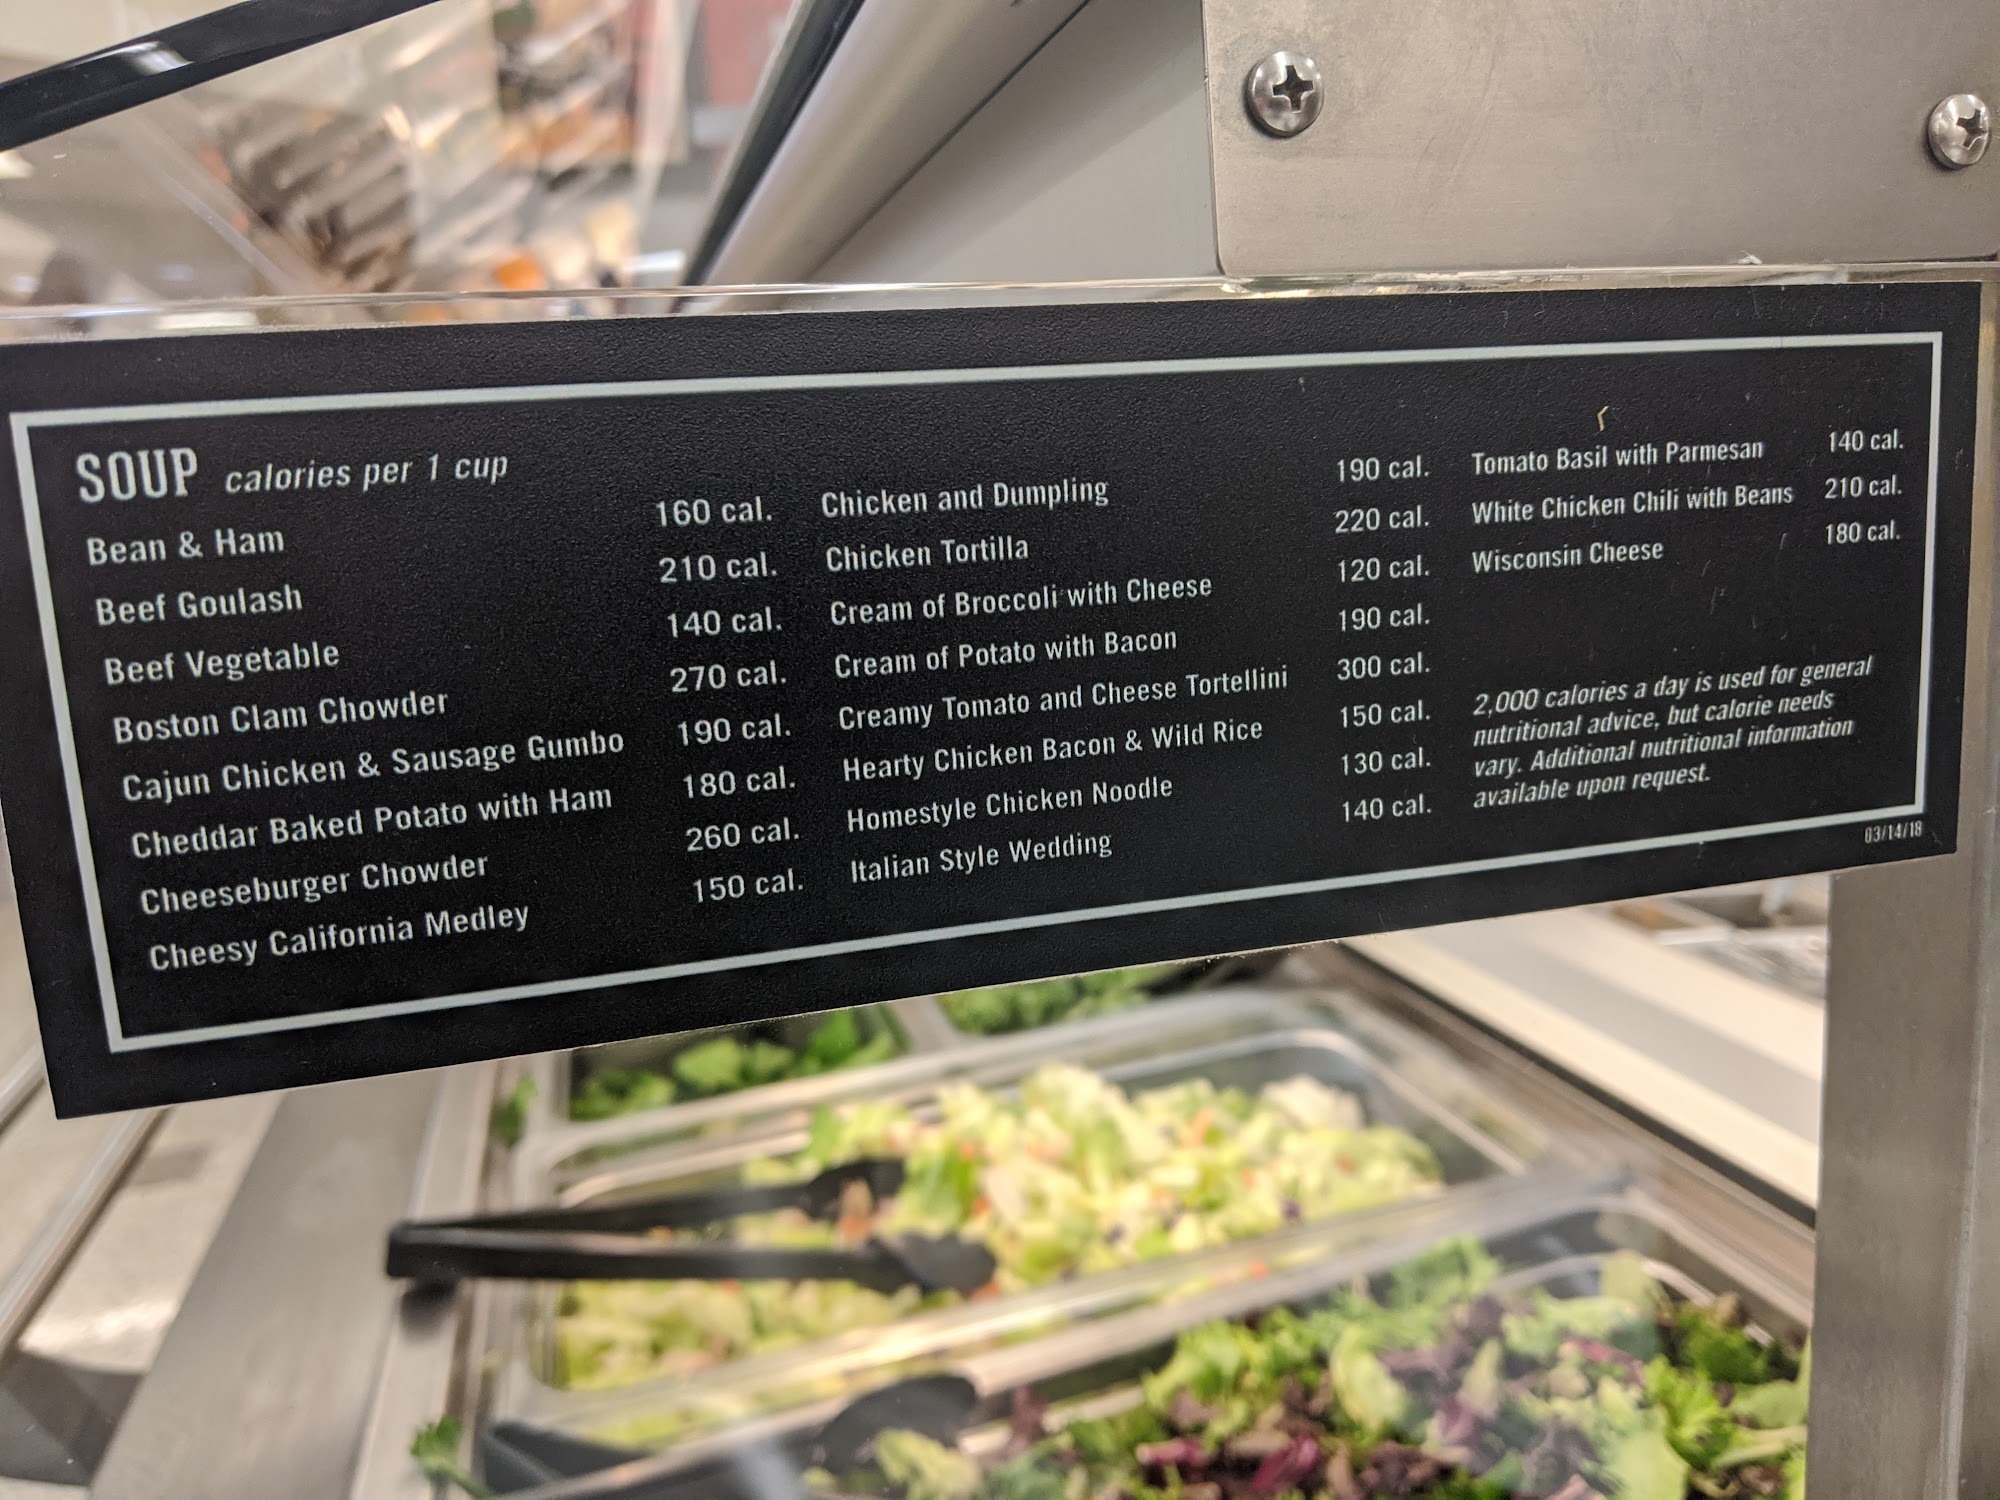 SOUP calories per 1 cup
Bean & Ham 160 cal.
Beef Goulash 210 cal.
Beef Vegetable 140 cal.
Boston Clam Chowder 270 cal.
Cajun Chicken & Sausage Gumbo 190 cal.
Cheddar Baked Potato with Ham 180 cal.
Cheeseburger Chowder 260 cal.
Cheesy California Medley 150 cal.
Chicken and Dumpling 190 cal.
Chicken Tortilla 220 cal.
Cream of Broccoli with Cheese 120 cal.
Cream of Potato with Bacon 190 cal.
Creamy Tomato and Cheese Tortellini 300 cal.
Hearty Chicken Bacon & Wild Rice 150 cal.
Homestyle Chicken Noodle 130 cal.
Italian Style Wedding 140 cal.
Tomato Basil with Parmesan 140 cal.
White Chicken Chili with Beans 210 cal.
Wisconsin Cheese 180 cal.
2,000 calories a day is used for general
nutritional advice, but calorie needs
vary. Additional nutritional information
available upon request.
03/14/18